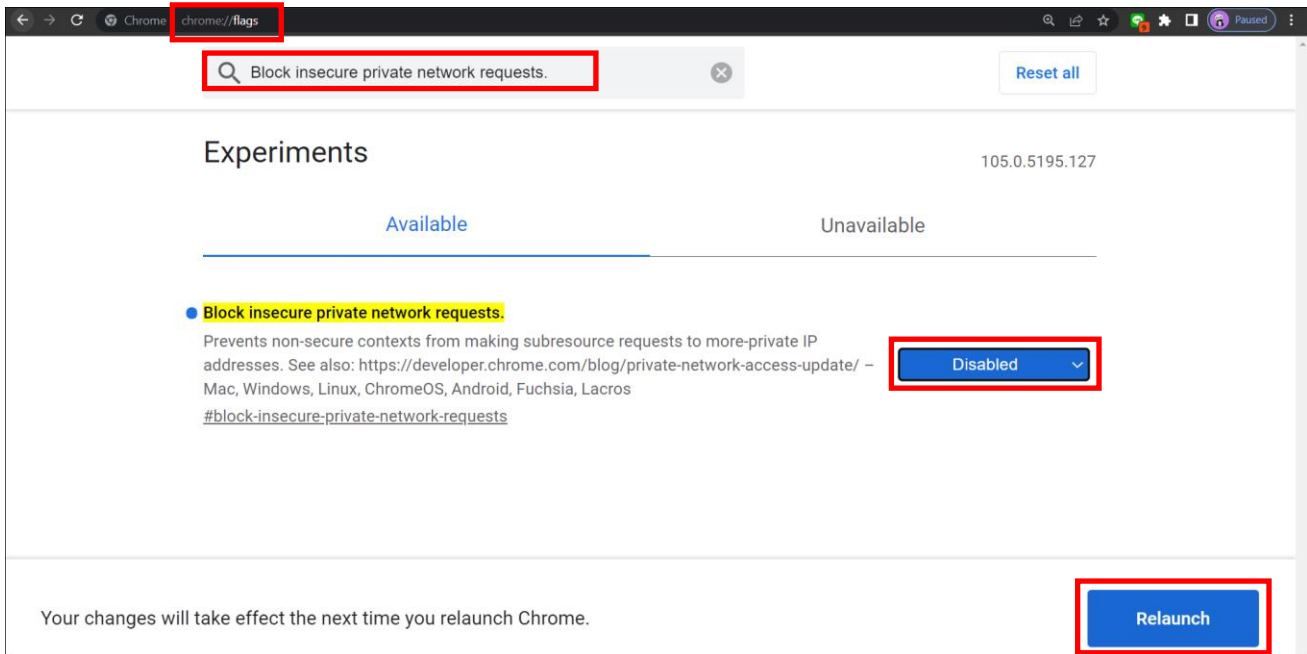 Chrome chrome://flags
Paused
Block insecure private network requests.
Reset all
Experiments
105.0.5195.127
Available
Unavailable
Block insecure private network requests.
Prevents non-secure contexts from making subresource requests to more-private IP
addresses. See also: https://developer.chrome.com/blog/private-network-access-update/ –
Mac, Windows, Linux, ChromeOS, Android, Fuchsia, Lacros
#block-insecure-private-network-requests
Disabled
Your changes will take effect the next time you relaunch Chrome.
Relaunch